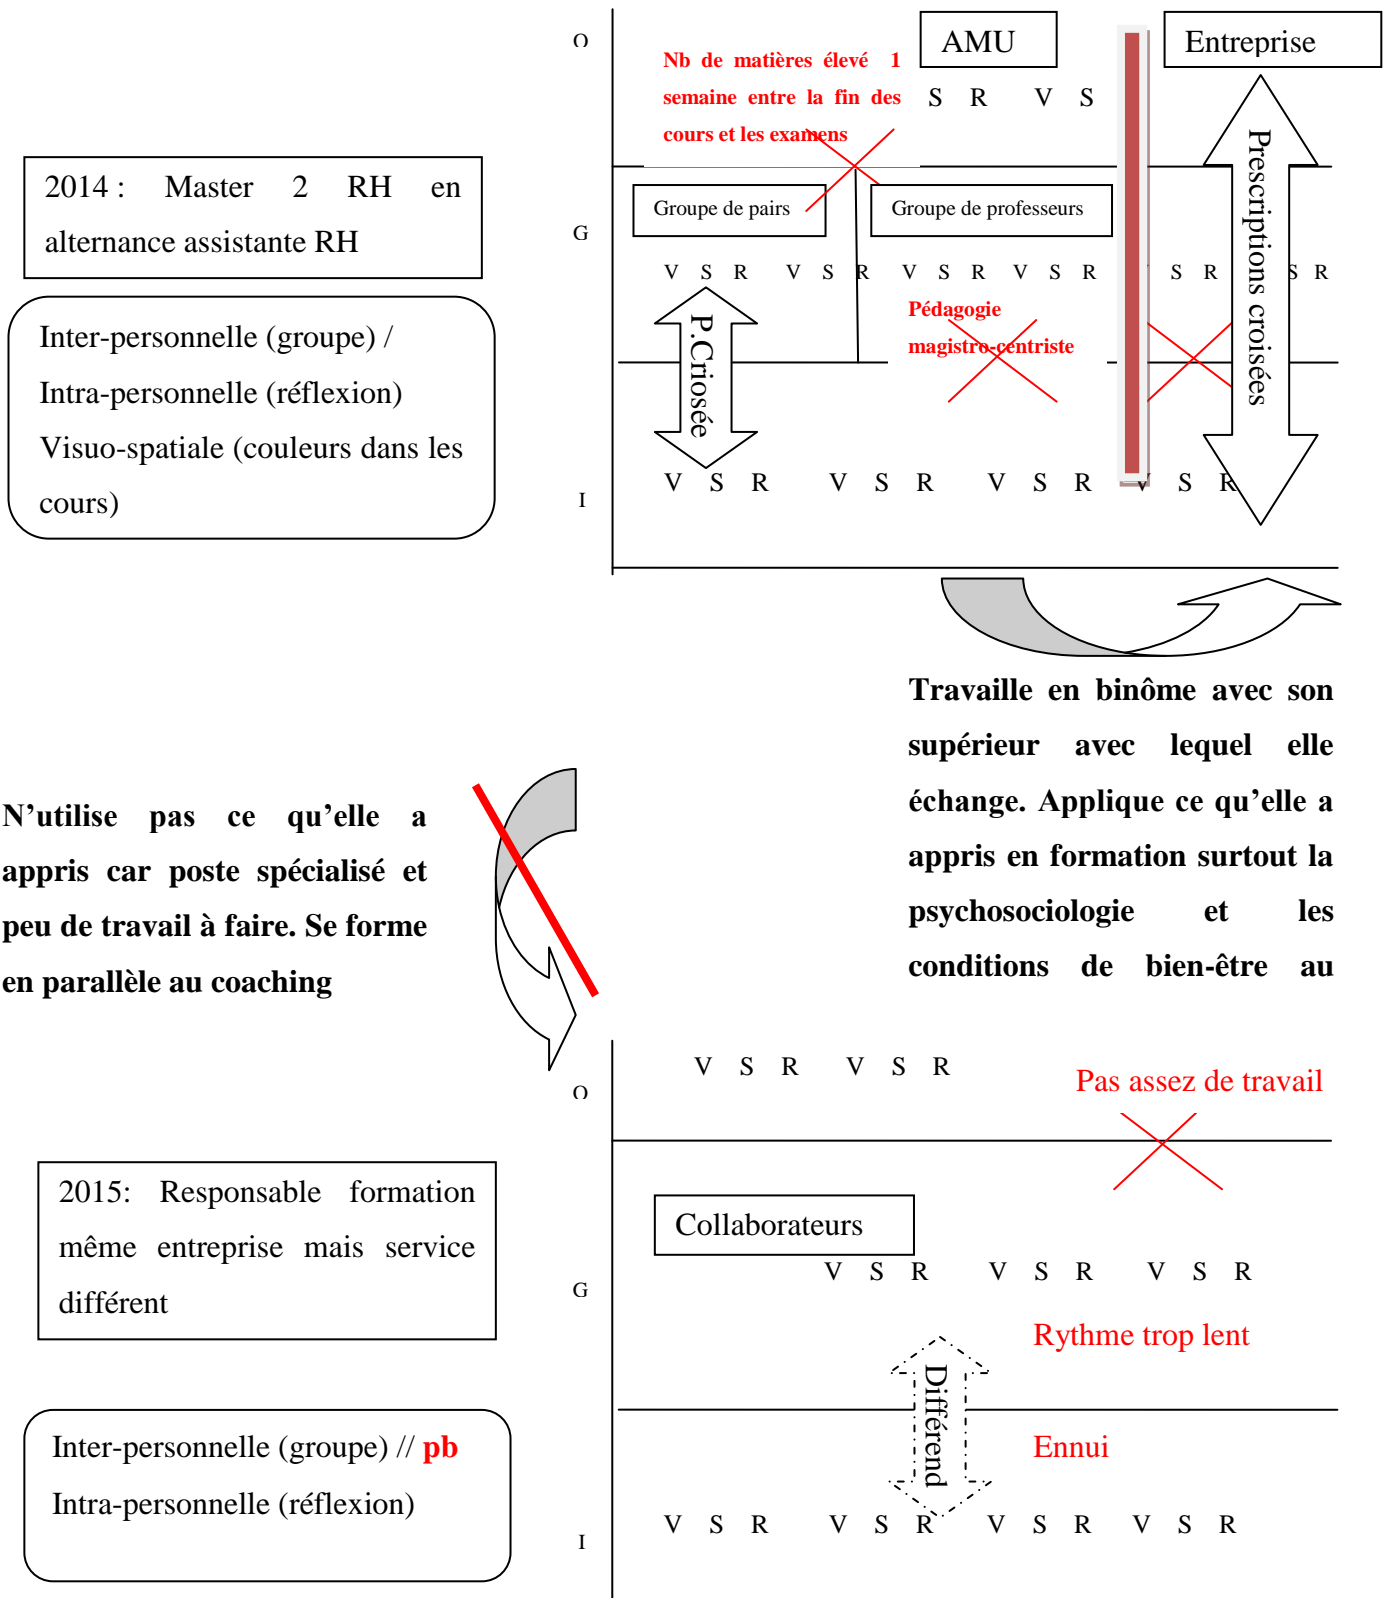 O
AMU
Entreprise
Nb de matières élevé 1
semaine entre la fin des
cours et les examens
S R V S
2014 : Master 2 RH en
alternance assistante RH
Groupe de pairs
Groupe de professeurs
G
V S R V S R V S R V S R S R S R
Prescriptions croisées
P.Criosée
Pédagogie
magistro-centriste
Inter-personnelle (groupe) /
Intra-personnelle (réflexion)
Visuo-spatiale (couleurs dans les
cours)
I
V S R V S R V S R V S R
Travaille en binôme avec son
supérieur avec lequel elle
échange. Applique ce qu’elle a
appris en formation surtout la
psychosociologie et les
conditions de bien-être au
N’utilise pas ce qu’elle a
appris car poste spécialisé et
peu de travail à faire. Se forme
en parallèle au coaching
O
V S R V S R
Pas assez de travail
2015: Responsable formation
même entreprise mais service
différent
Collaborateurs
G
V S R V S R V S R
Rythme trop lent
Différend
Ennui
Inter-personnelle (groupe) // pb
Intra-personnelle (réflexion)
I
V S R V S R V S R V S R